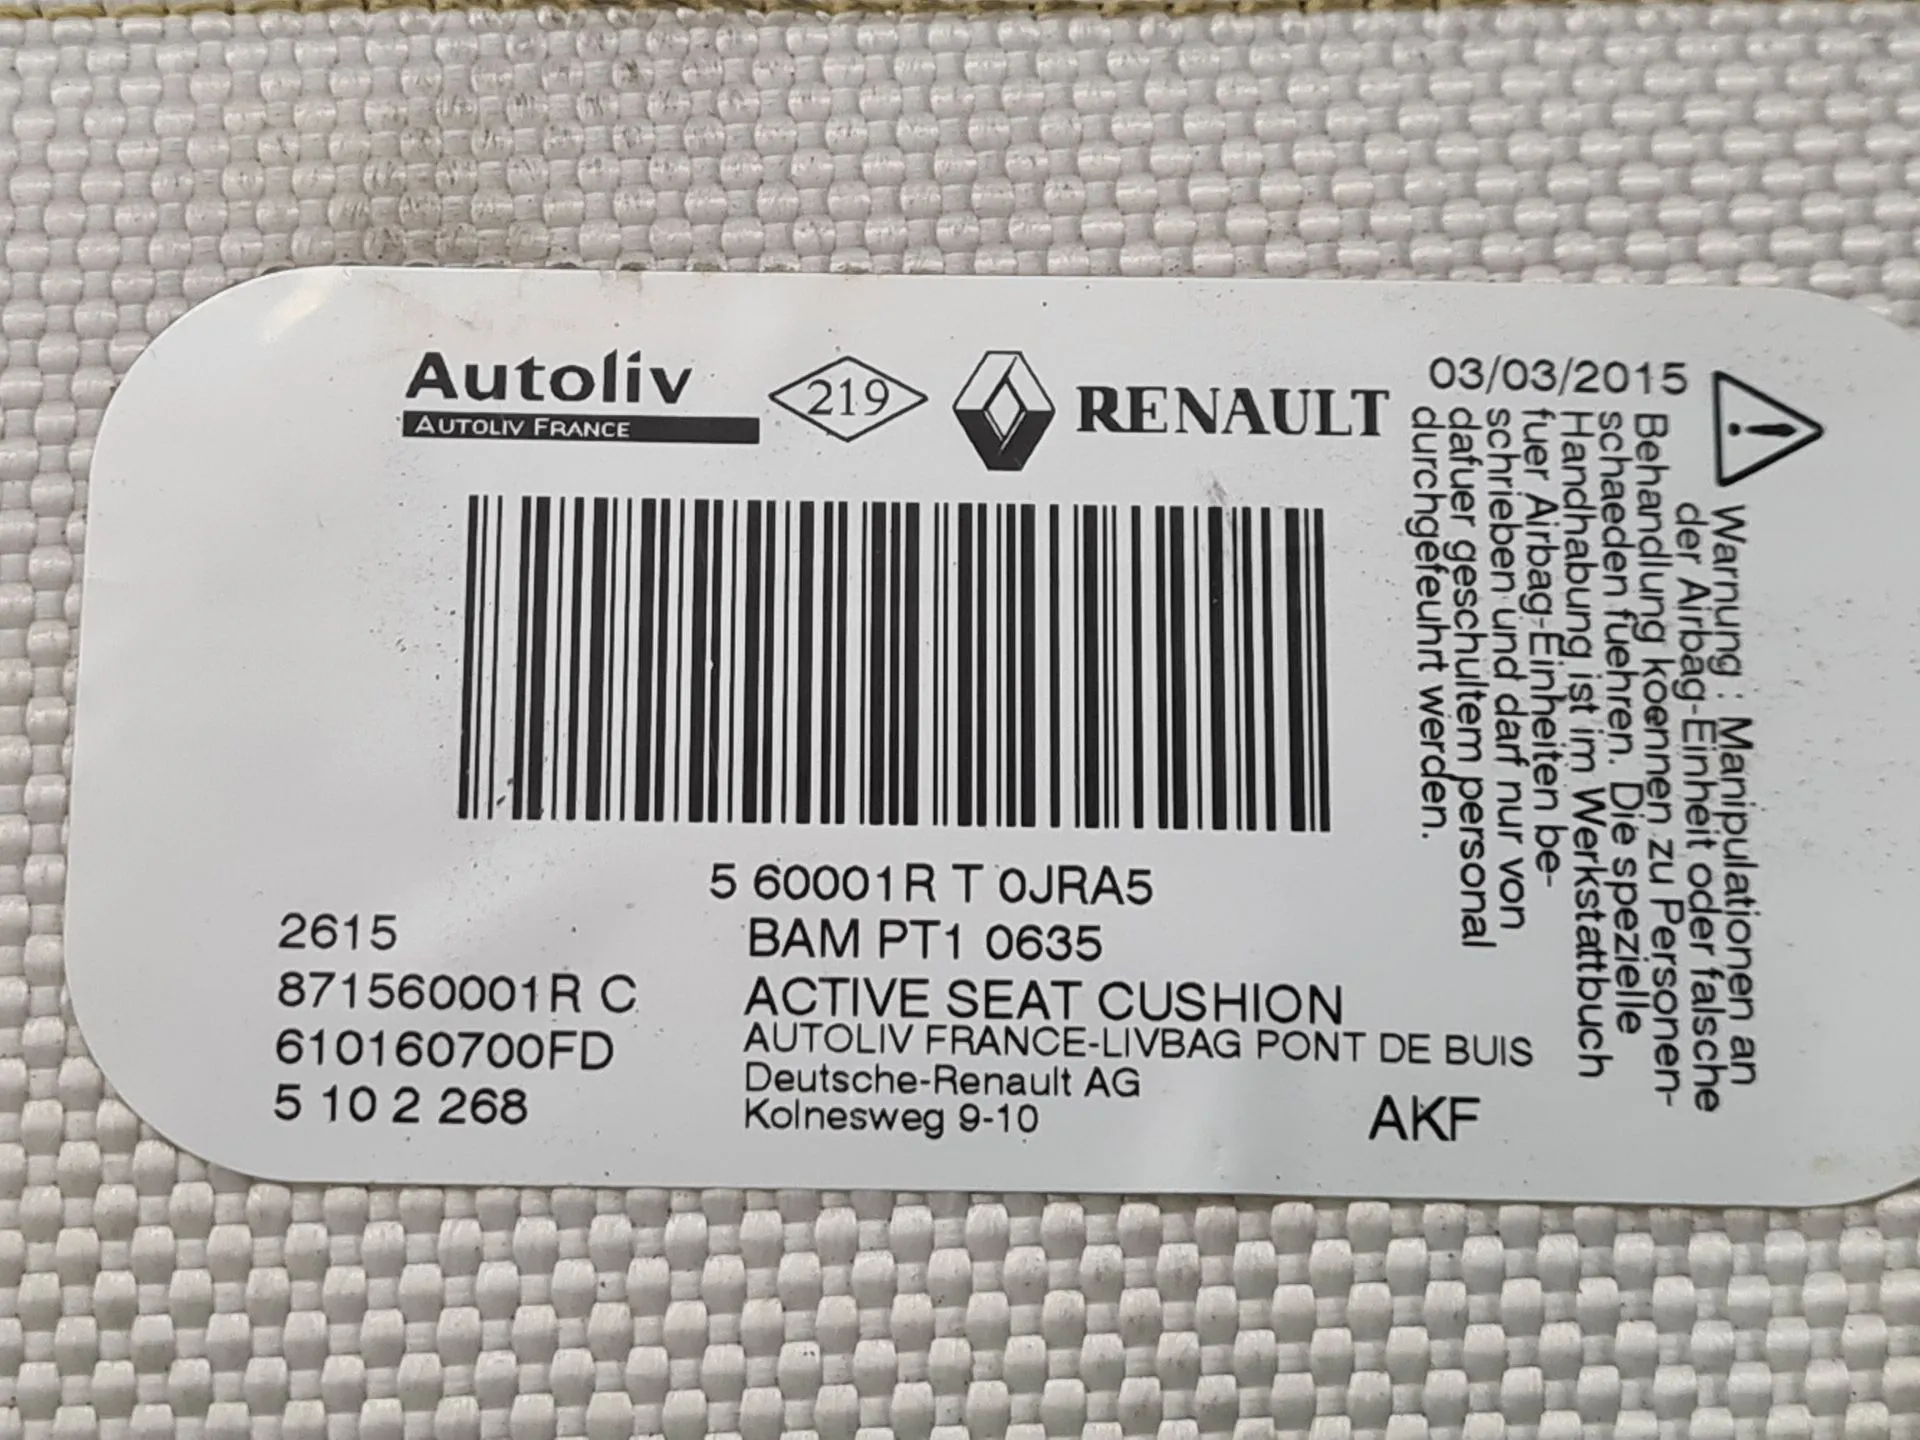 Autoliv
AUTOLIV FRANCE
219
RENAULT
03/03/2015
5 60001R T 0JRA5
2615
BAM PT1 0635
871560001R C
ACTIVE SEAT CUSHION
610160700FD
AUTOLIV FRANCE-LIVBAG PONT DE BUIS
Deutsche-Renault AG
5 10 2 268
Kolnesweg 9-10
AKF
Warnung : Manipulationen an
der Airbag-Einheit oder falsche
Behandlung koennen zu Personen-
schaeden fuehren. Die spezielle
Handhabung ist im Werkstattbuch
fuer Airbag-Einheiten be-
schrieben und darf nur von
dafuer geschultem personal
durchgefeuhrt werden.